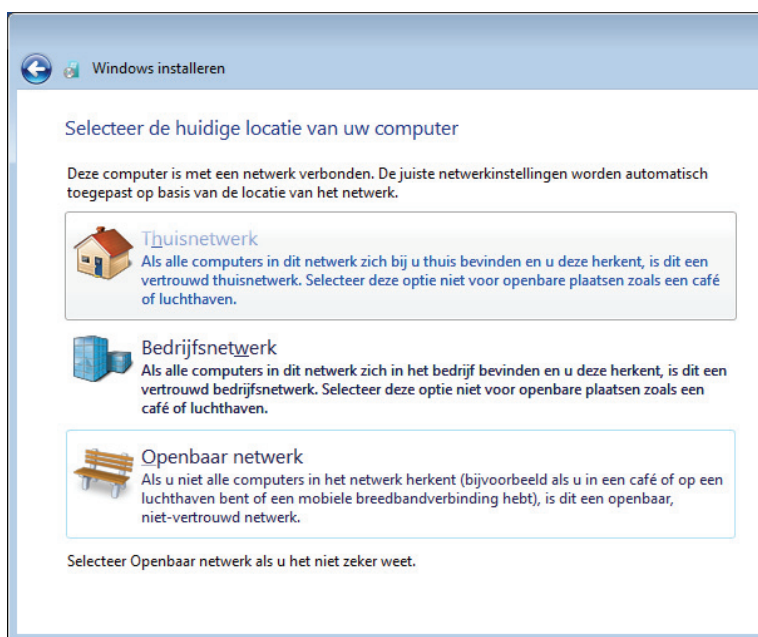 Windows installeren
Selecteer de huidige locatie van uw computer
Deze computer is met een netwerk verbonden. De juiste netwerkinstellingen worden automatisch
toegepast op basis van de locatie van het netwerk.
Thuisnetwerk
Als alle computers in dit netwerk zich bij u thuis bevinden en u deze herkent, is dit een
vertrouwd thuisnetwerk. Selecteer deze optie niet voor openbare plaatsen zoals een café
of luchthaven.
Bedrijfsnetwerk
Als alle computers in dit netwerk zich in het bedrijf bevinden en u deze herkent, is dit een
vertrouwd bedrijfsnetwerk. Selecteer deze optie niet voor openbare plaatsen zoals een
café of luchthaven.
Openbaar netwerk
Als u niet alle computers in het netwerk herkent (bijvoorbeeld als u in een café of op een
luchthaven bent of een mobiele breedbandverbinding hebt), is dit een openbaar,
niet-vertrouwd netwerk.
Selecteer Openbaar netwerk als u het niet zeker weet.